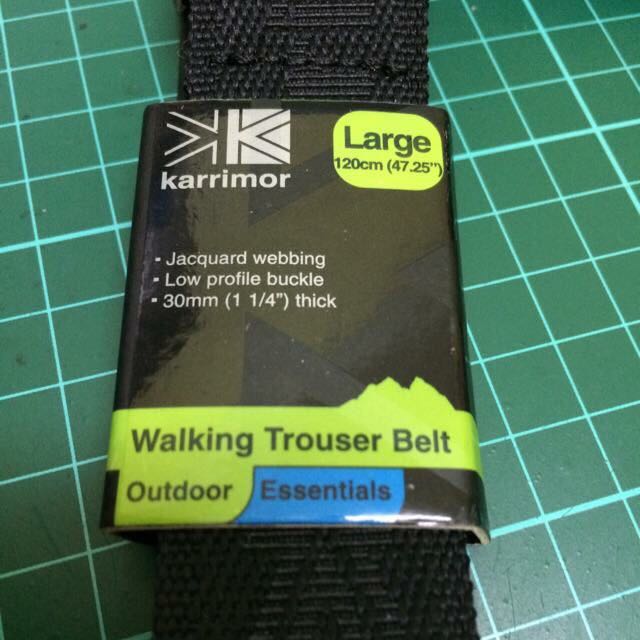 Large
120cm (47.25")
karrimor
- Jacquard webbing
- Low profile buckle
- 30mm (1 1/4") thick
Walking Trouser Belt
Outdoor Essentials